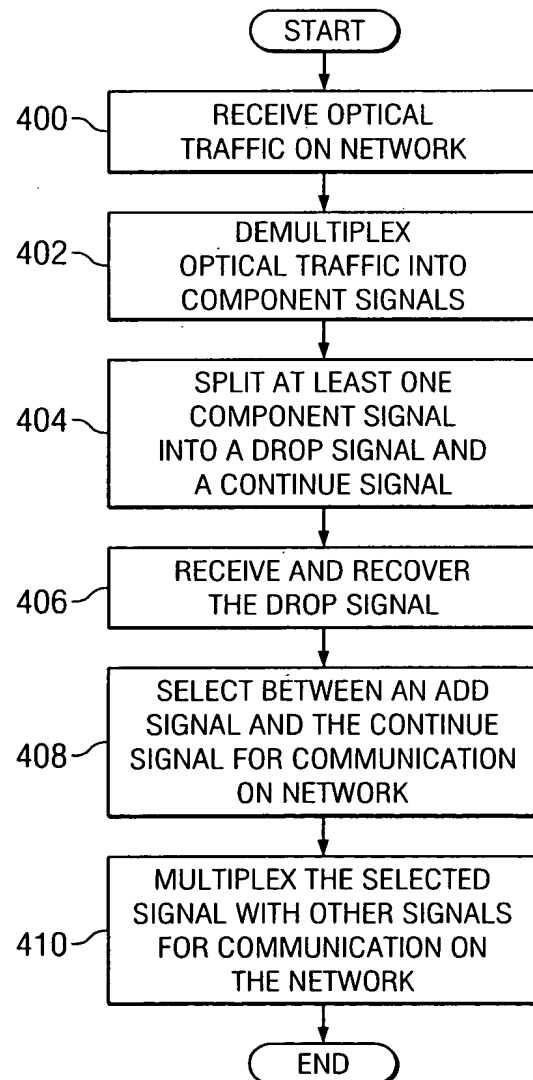 START
400
RECEIVE OPTICAL
TRAFFIC ON NETWORK
402
DEMULTIPLEX
OPTICAL TRAFFIC INTO
COMPONENT SIGNALS
404
SPLIT AT LEAST ONE
COMPONENT SIGNAL
INTO A DROP SIGNAL AND
A CONTINUE SIGNAL
406
RECEIVE AND RECOVER
THE DROP SIGNAL
408
SELECT BETWEEN AN ADD
SIGNAL AND THE CONTINUE
SIGNAL FOR COMMUNICATION
ON NETWORK
410
MULTIPLEX THE SELECTED
SIGNAL WITH OTHER SIGNALS
FOR COMMUNICATION ON
THE NETWORK
END